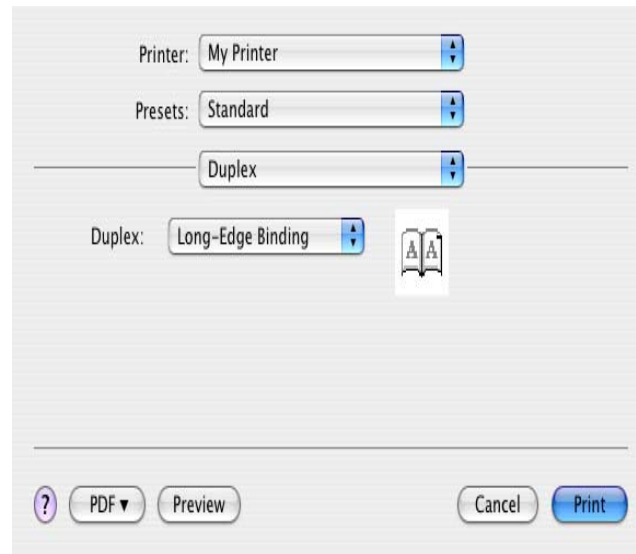 Printer: My Printer
Presets: Standard
Duplex
Duplex: Long-Edge Binding
A A
? PDF▼ Preview Cancel Print